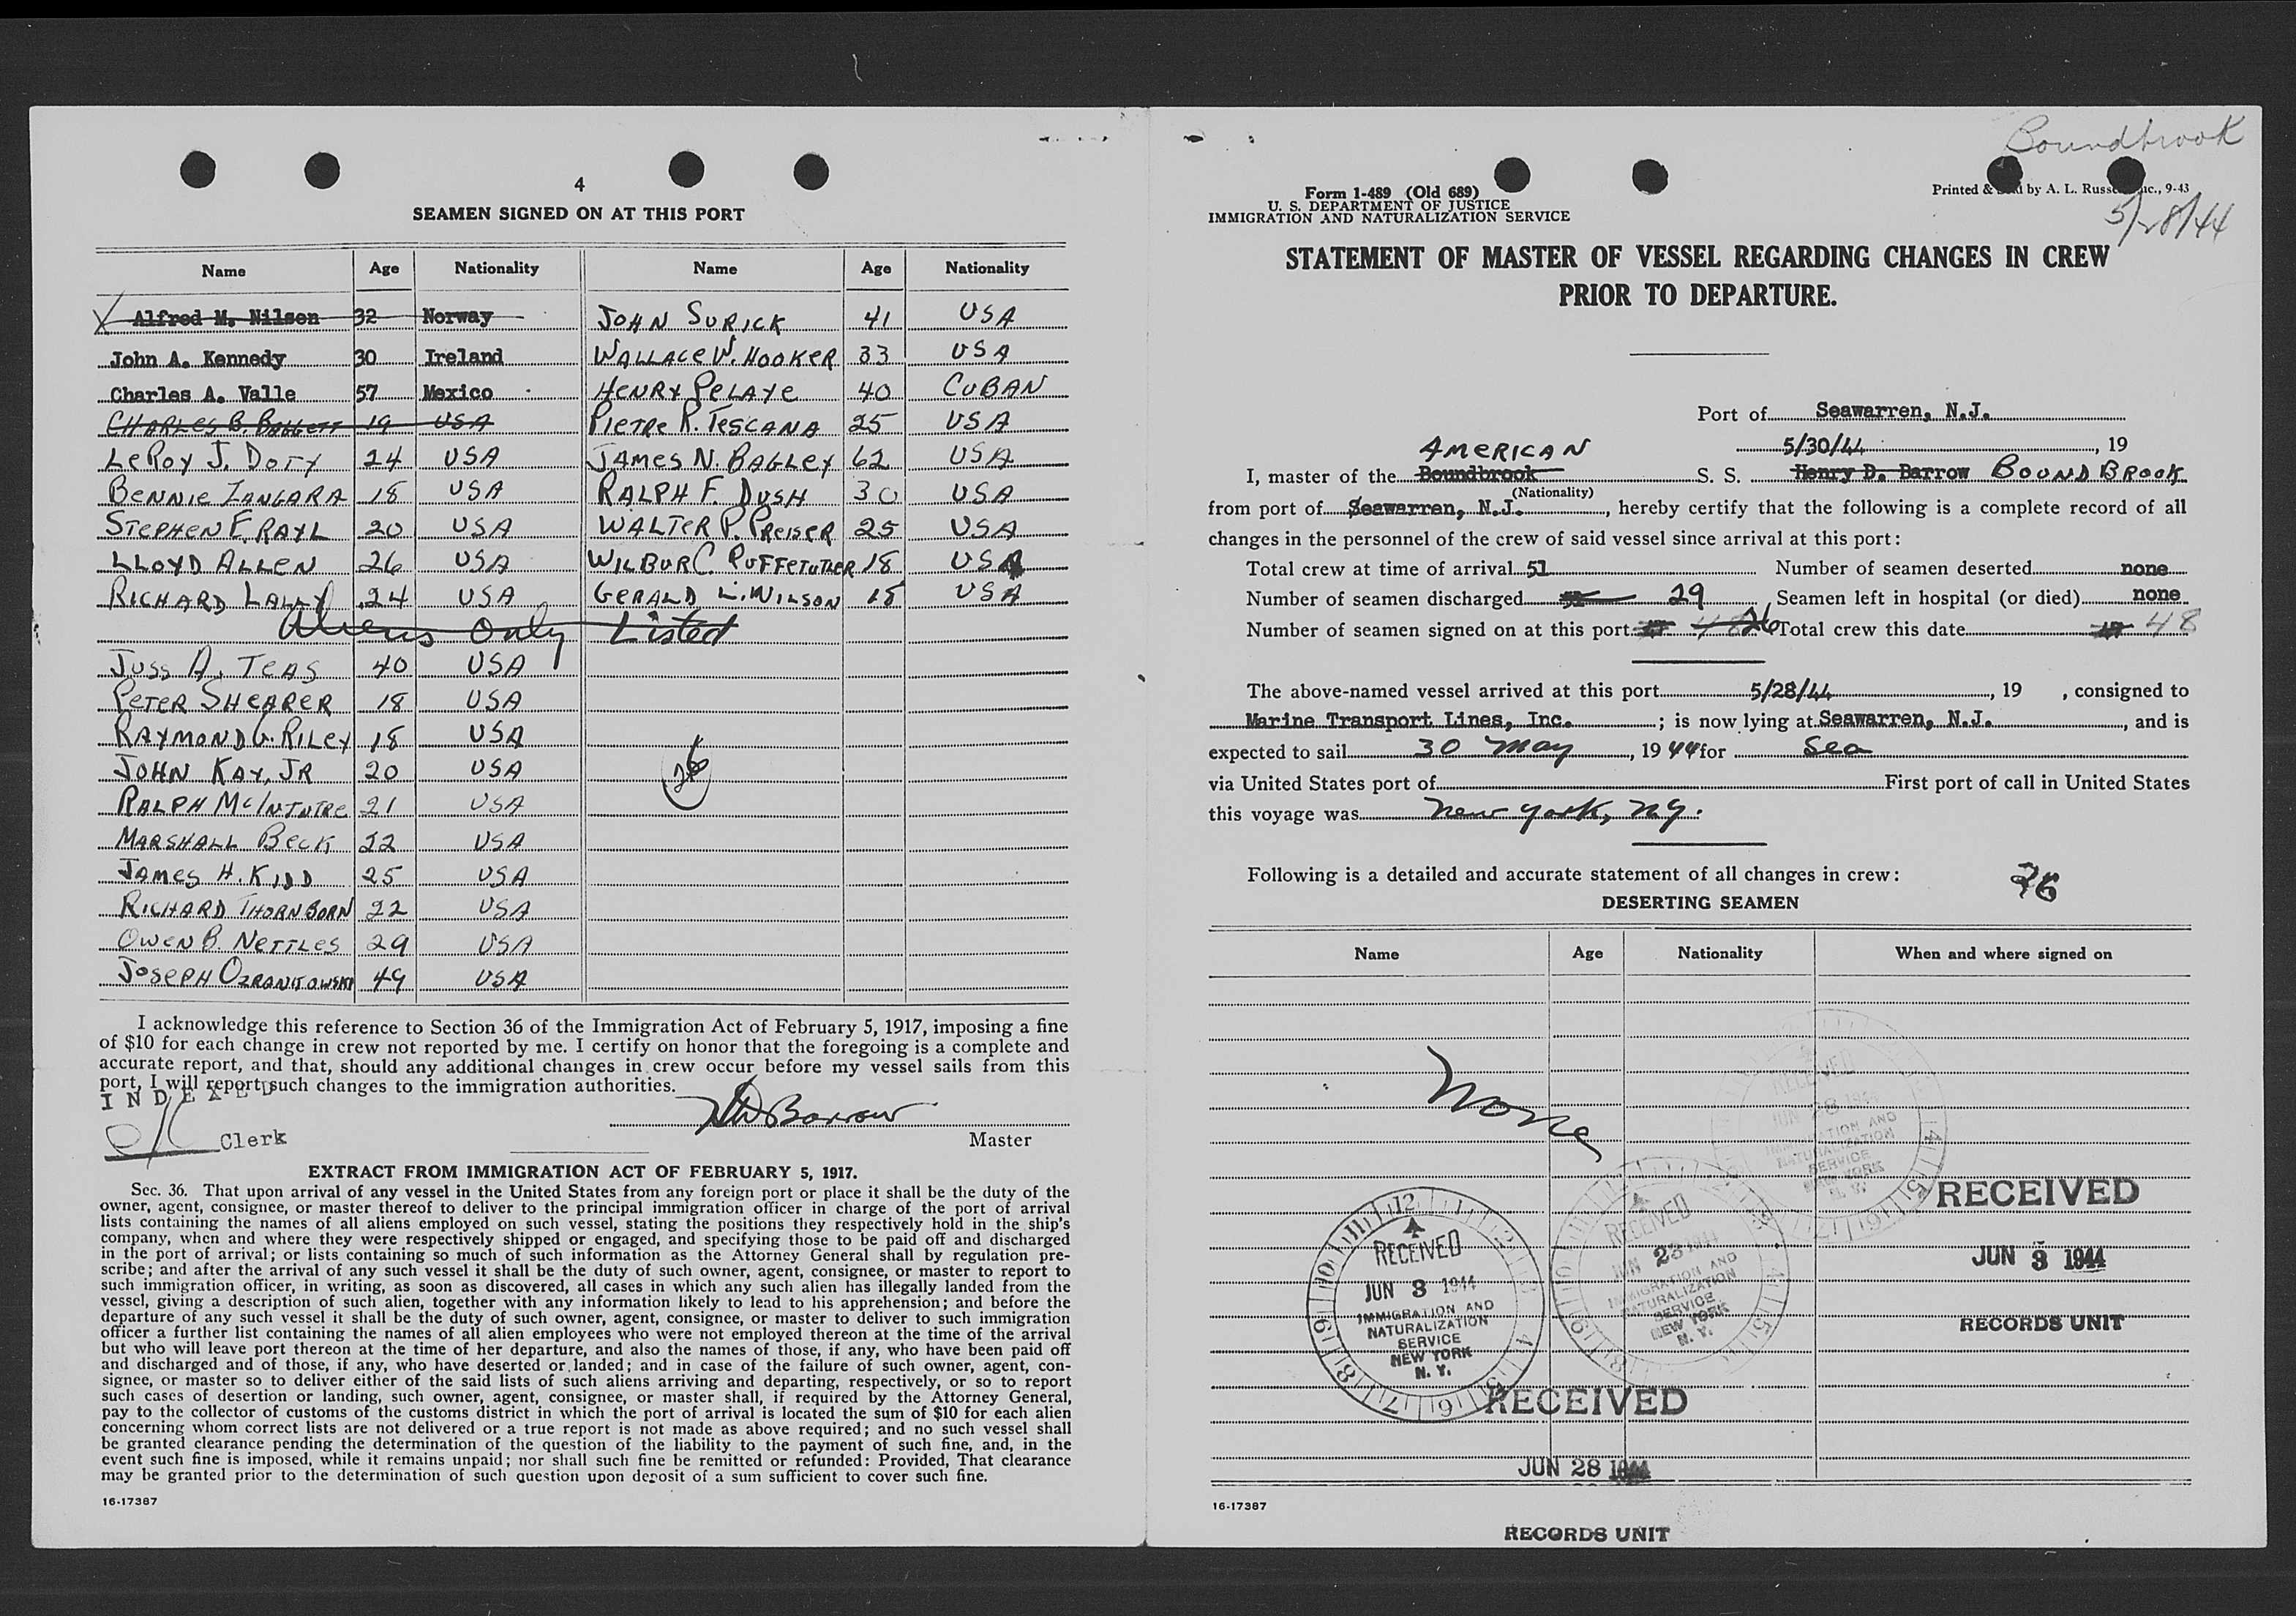 4
SEAMEN SIGNED ON AT THIS PORT
Name Age Nationality Name Age Nationality
X Alfred M. Nilsen 32 Norway JOHN SURICK 41 USA
John A. Kennedy 30 Ireland WALLACE W. HOOKER 33 USA
Charles A. Valle 57 Mexico HENRY PELAYE 40 CUBAN
CHARLES B. BAGGETT 19 USA PIETRE R. TESCANA 25 USA
LEROY J. DOTY 24 USA JAMES N. BAGLEY 62 USA
BENNIE ZANGARA 18 USA RALPH F. DUSH 30 USA
STEPHEN F. RAYL 20 USA WALTER P. PREISER 25 USA
LLOYD ALLEN 26 USA WILBUR C. PUFFETUTHER 18 USA
RICHARD LALLY 24 USA GERALD L. WILSON 18 USA
Aliens Only Listed
JUSS A. TEAS 40 USA
PETER SHEARER 18 USA
RAYMOND G. RILEY 18 USA
JOHN KAY, JR 20 USA
26
RALPH MCINTYRE 21 USA
MARSHALL BECK 22 USA
JAMES H. KIDD 25 USA
RICHARD THORNBORN 22 USA
OWEN B. NETTLES 29 USA
JOSEPH OZRANKOWSKI 49 USA
I acknowledge this reference to Section 36 of the Immigration Act of February 5, 1917, imposing a fine
of $10 for each change in crew not reported by me. I certify on honor that the foregoing is a complete and
accurate report, and that, should any additional changes in crew occur before my vessel sails from this
port, I will report such changes to the immigration authorities.
INDEXED
HD Barrow
Clerk
Master
EXTRACT FROM IMMIGRATION ACT OF FEBRUARY 5, 1917.
Sec. 36. That upon arrival of any vessel in the United States from any foreign port or place it shall be the duty of the
owner, agent, consignee, or master thereof to deliver to the principal immigration officer in charge of the port of arrival
lists containing the names of all aliens employed on such vessel, stating the positions they respectively hold in the ship's
company, when and where they were respectively shipped or engaged, and specifying those to be paid off and discharged
in the port of arrival; or lists containing so much of such information as the Attorney General shall by regulation pre-
scribe; and after the arrival of any such vessel it shall be the duty of such owner, agent, consignee, or master to report to
such immigration officer, in writing, as soon as discovered, all cases in which any such alien has illegally landed from the
vessel, giving a description of such alien, together with any information likely to lead to his apprehension; and before the
departure of any such vessel it shall be the duty of such owner, agent, consignee, or master to deliver to such immigration
officer a further list containing the names of all alien employees who were not employed thereon at the time of the arrival
but who will leave port thereon at the time of her departure, and also the names of those, if any, who have been paid off
and discharged and of those, if any, who have deserted or landed; and in case of the failure of such owner, agent, con-
signee, or master so to deliver either of the said lists of such aliens arriving and departing, respectively, or so to report
such cases of desertion or landing, such owner, agent, consignee, or master shall, if required by the Attorney General,
pay to the collector of customs of the customs district in which the port of arrival is located the sum of $10 for each alien
concerning whom correct lists are not delivered or a true report is not made as above required; and no such vessel shall
be granted clearance pending the determination of the question of the liability to the payment of such fine, and, in the
event such fine is imposed, while it remains unpaid; nor shall such fine be remitted or refunded: Provided, That clearance
may be granted prior to the determination of such question upon deposit of a sum sufficient to cover such fine.
16-17387
Boundbrook
Form 1-489 (Old 689)
U. S. DEPARTMENT OF JUSTICE
IMMIGRATION AND NATURALIZATION SERVICE
Printed & by A. L. Russ Inc., 9-43
5/28/44
STATEMENT OF MASTER OF VESSEL REGARDING CHANGES IN CREW
PRIOR TO DEPARTURE.
Port of Seawarren, N.J.
5/30/44, 19
AMERICAN
I, master of the Boundbrook S. S. Henry D. Barrow BOUND BROOK
(Nationality)
from port of Seawarren, N.J., hereby certify that the following is a complete record of all
changes in the personnel of the crew of said vessel since arrival at this port:
Total crew at time of arrival 51 Number of seamen deserted none
Number of seamen discharged 29 Seamen left in hospital (or died) none
Number of seamen signed on at this port 48 26 Total crew this date 48
The above-named vessel arrived at this port 5/28/44, 19 , consigned to
Marine Transport Lines, Inc. ; is now lying at Seawarren, N.J. , and is
expected to sail 30 May, 1944 for Sea
via United States port of First port of call in United States
this voyage was New York, N.Y.
Following is a detailed and accurate statement of all changes in crew:
26
DESERTING SEAMEN
Name Age Nationality When and where signed on
None
RECEIVED
JUN 28 1944
IMMIGRATION AND
NATURALIZATION
SERVICE
NEW YORK
N. Y.
RECEIVED
JUN 3 1944
IMMIGRATION AND
NATURALIZATION
SERVICE
NEW YORK
N. Y.
RECEIVED
JUN 23 1944
IMMIGRATION AND
NATURALIZATION
SERVICE
NEW YORK
N. Y.
RECEIVED
JUN 3 1944
RECORDS UNIT
RECEIVED
JUN 28 1944
16-17387
RECORDS UNIT